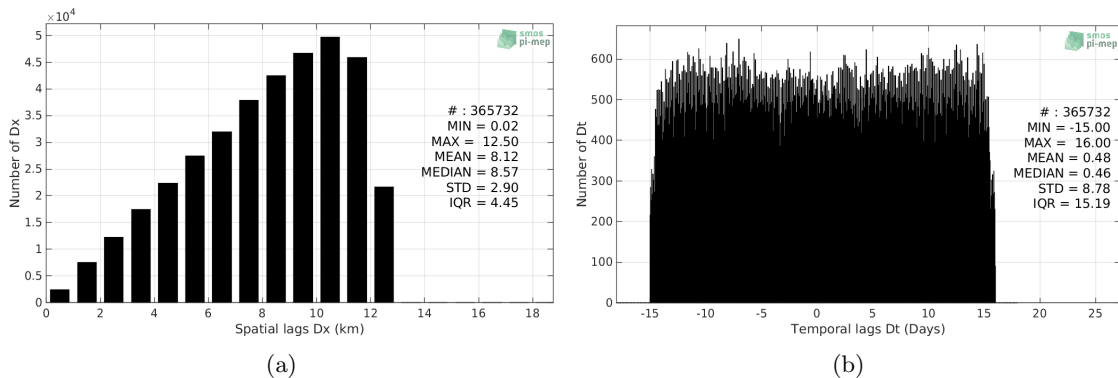 ×10⁴
5
4.5
4
3.5
3
2.5
2
1.5
1
0.5
0
Number of Dx
0 2 4 6 8 10 12 14 16 18
Spatial lags Dx (km)
smos
pi-mep
# : 365732
MIN = 0.02
MAX = 12.50
MEAN = 8.12
MEDIAN = 8.57
STD = 2.90
IQR = 4.45
(a)
600
500
400
300
200
100
0
Number of Dt
-15 -10 -5 0 5 10 15 20 25
Temporal lags Dt (Days)
smos
pi-mep
# : 365732
MIN = -15.00
MAX = 16.00
MEAN = 0.48
MEDIAN = 0.46
STD = 8.78
IQR = 15.19
(b)